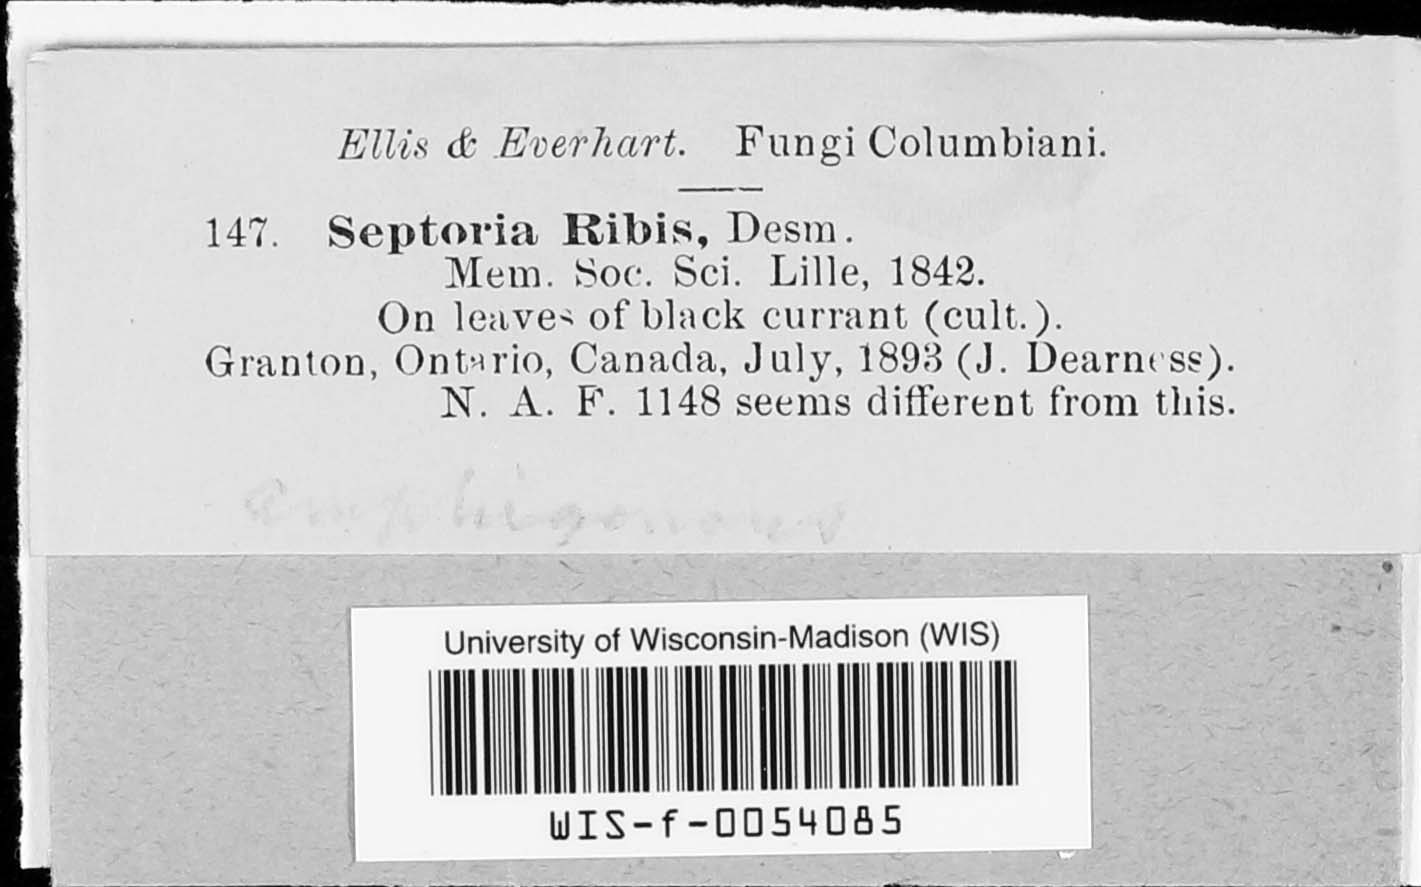 Ellis & Everhart. Fungi Columbiani.
147. Septoria Ribis, Desm.
Mem. Soc. Sci. Lille, 1842.
On leaves of black currant (cult.).
Granton, Ontario, Canada, July, 1893 (J. Dearness).
N. A. F. 1148 seems different from this.
University of Wisconsin-Madison (WIS)
WIS-f-0054085